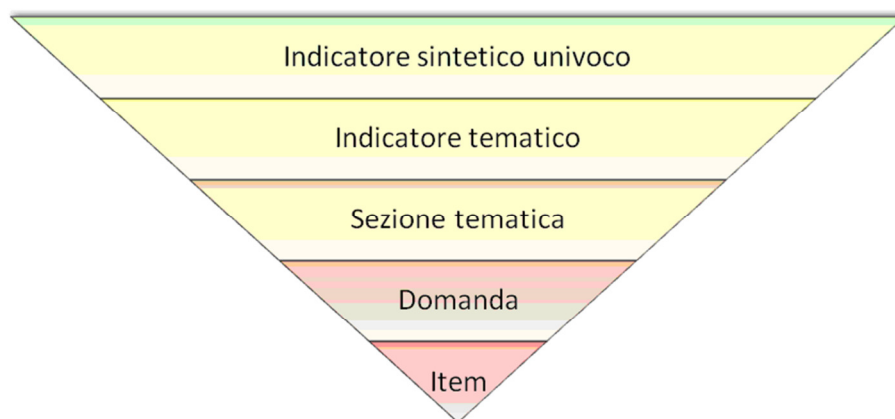 Indicatore sintetico univoco
Indicatore tematico
Sezione tematica
Domanda
Item